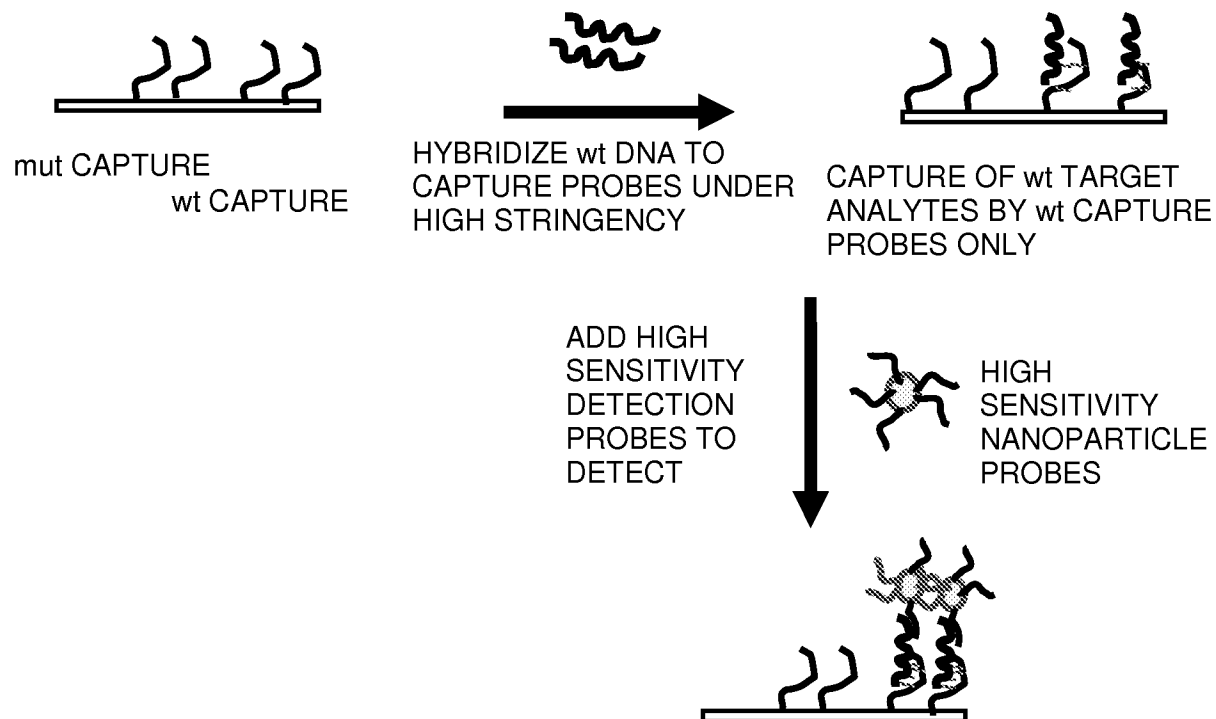 mut CAPTURE
wt CAPTURE
HYBRIDIZE wt DNA TO
CAPTURE PROBES UNDER
HIGH STRINGENCY
CAPTURE OF wt TARGET
ANALYTES BY wt CAPTURE
PROBES ONLY
ADD HIGH
SENSITIVITY
DETECTION
PROBES TO
DETECT
HIGH
SENSITIVITY
NANOPARTICLE
PROBES